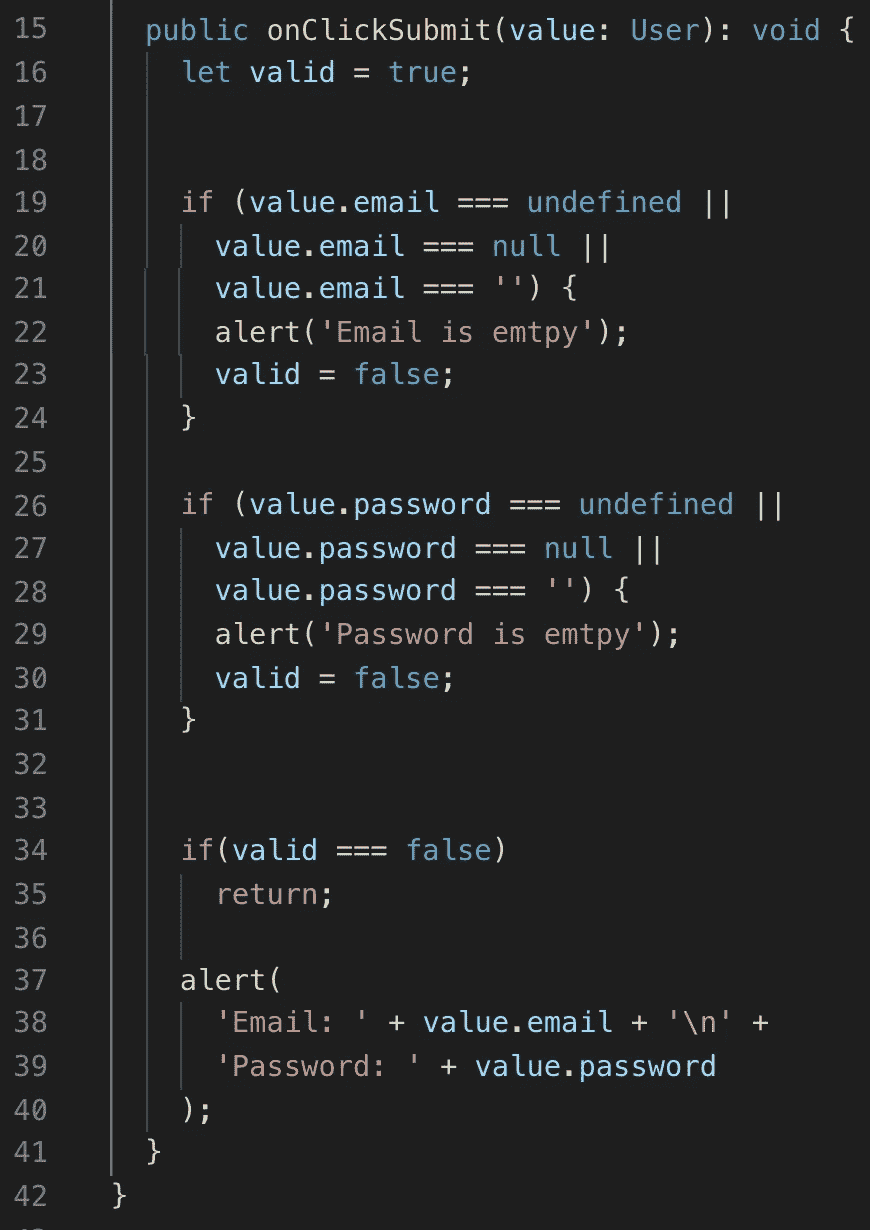 15 public onClickSubmit(value: User): void {
16 let valid = true;
17
18
19 if (value.email === undefined ||
20 value.email === null ||
21 value.email === '') {
22 alert('Email is emtpy');
23 valid = false;
24 }
25
26 if (value.password === undefined ||
27 value.password === null ||
28 value.password === '') {
29 alert('Password is emtpy');
30 valid = false;
31 }
32
33
34 if(valid === false)
35 return;
36
37 alert(
38 'Email: ' + value.email + '\n' +
39 'Password: ' + value.password
40 );
41 }
42 }